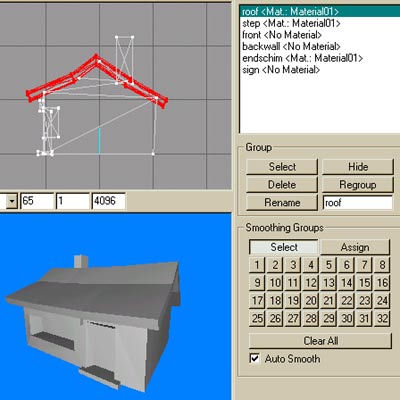 roof <Mat.: Material01>
step <Mat.: Material01>
front <No Material>
backwall <No Material>
endschim <Mat.: Material01>
sign <No Material>
Group
Select Hide
Delete Regroup
Rename roof
65 1 4096
Smoothing Groups
Select Assign
1 2 3 4 5 6 7 8
9 10 11 12 13 14 15 16
17 18 19 20 21 22 23 24
25 26 27 28 29 30 31 32
Clear All
Auto Smooth